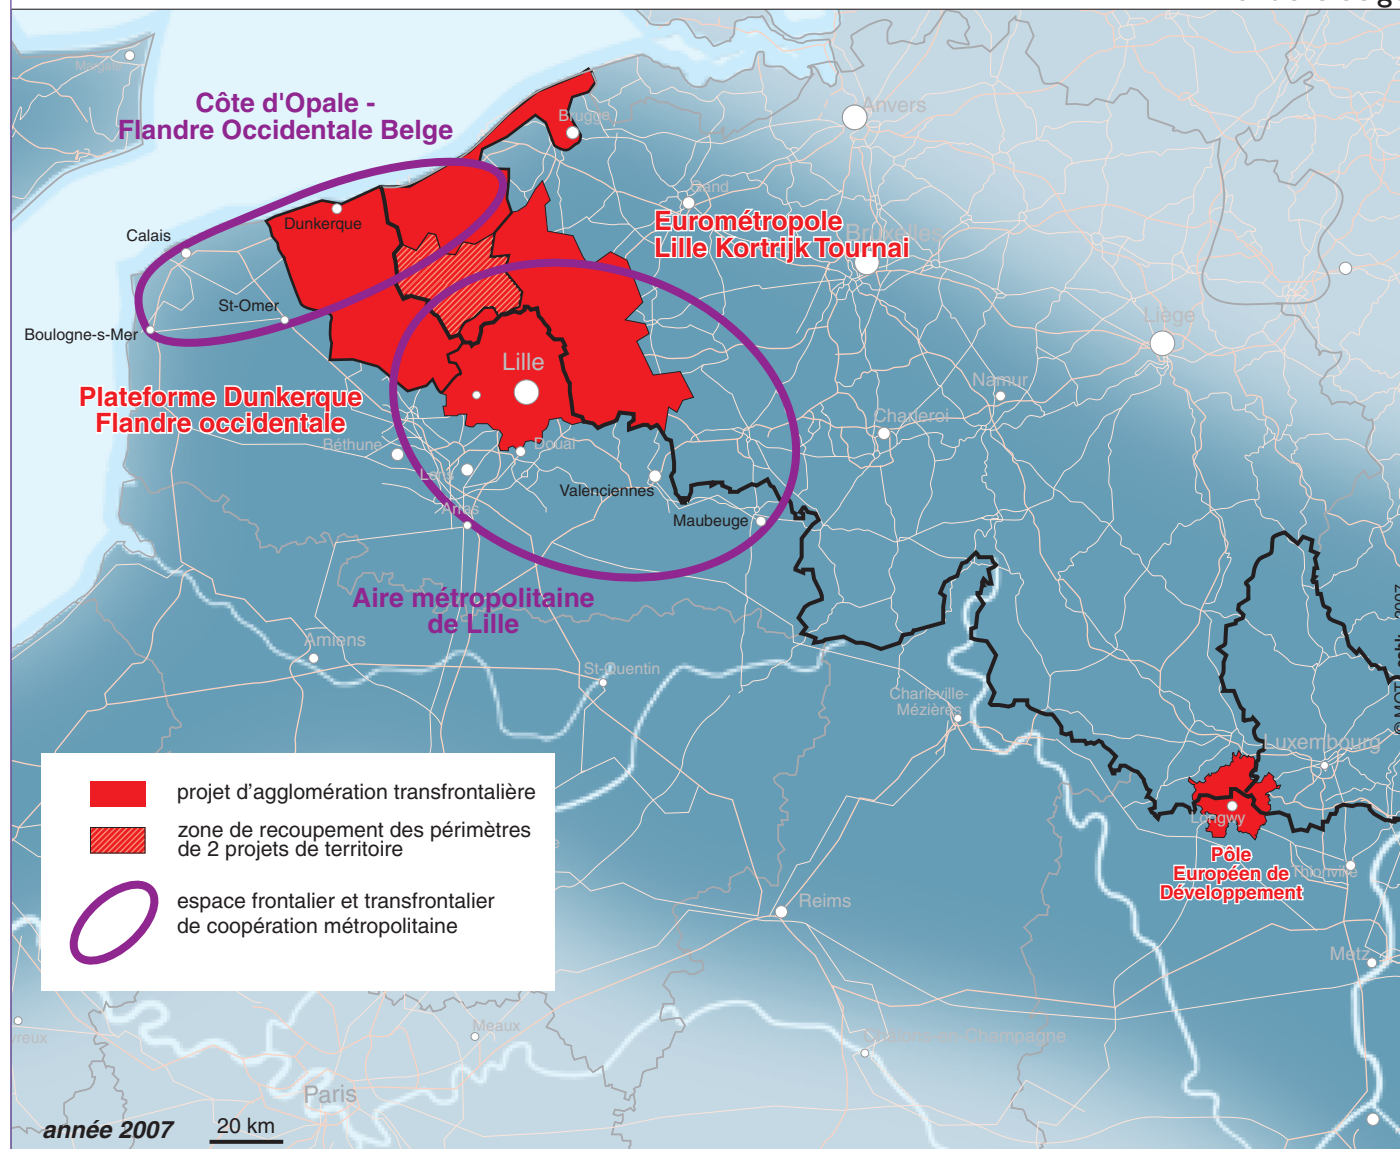 Margate
Côte d'Opale -
Flandre Occidentale Belge
Brugge
Anvers
Gand
Eurométropole
Lille Kortrijk Tournai
Bruxelles
Dunkerque
Calais
St-Omer
Boulogne-s-Mer
Liège
Lille
Namur
Plateforme Dunkerque
Flandre occidentale
Charleroi
Béthune
Douai
Lens
Valenciennes
Arras
Maubeuge
Aire métropolitaine
de Lille
Amiens
St-Quentin
Charleville-
Mézières
Luxembourg
Longwy
Pôle
Européen de
Développement
Thionville
projet d'agglomération transfrontalière
zone de recoupement des périmètres
de 2 projets de territoire
espace frontalier et transfrontalier
de coopération métropolitaine
Reims
Metz
Meaux
vreux
Châlons-en-Champagne
Paris
année 2007
20 km